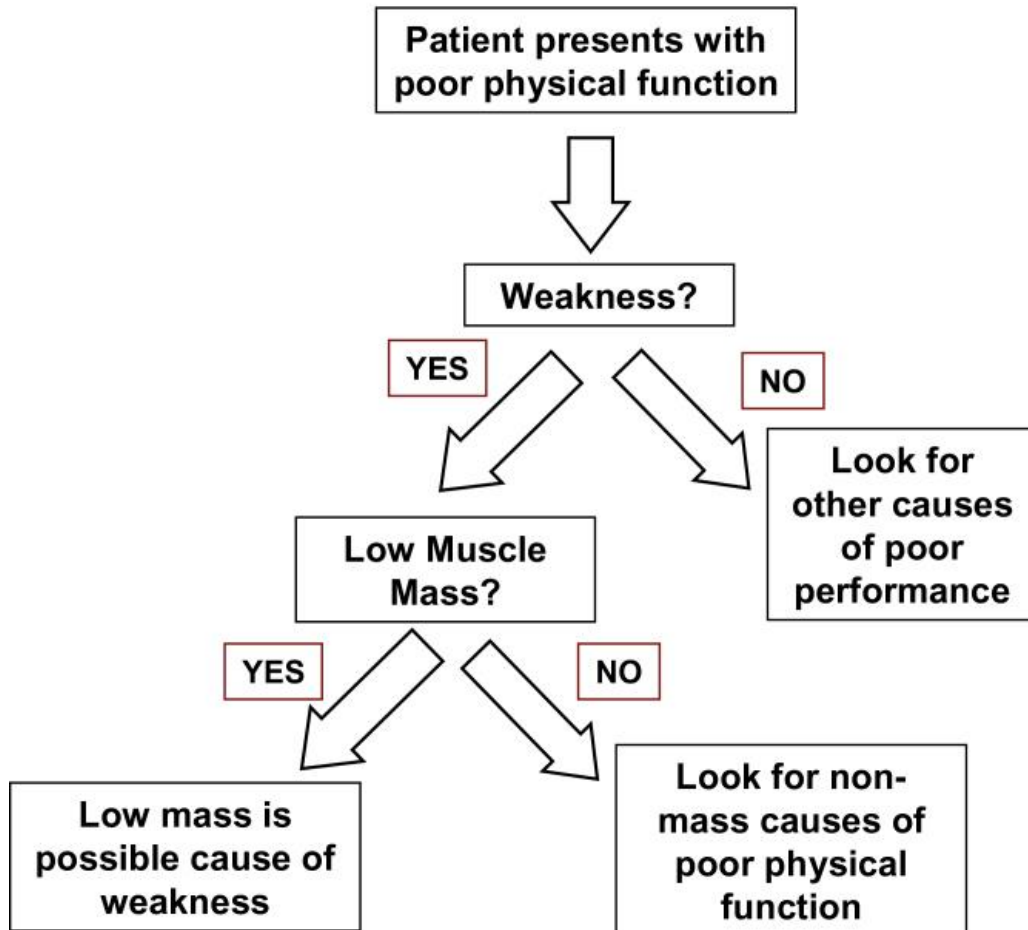 Patient presents with
poor physical function
Weakness?
YES
NO
Look for
other causes
of poor
performance
Low Muscle
Mass?
YES
NO
Low mass is
possible cause of
weakness
Look for non-
mass causes of
poor physical
function